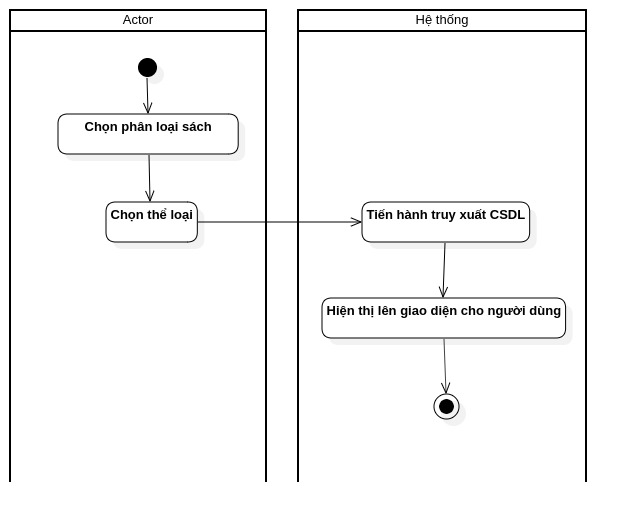 Actor
Hệ thống
Chọn phân loại sách
Chọn thể loại
Tiến hành truy xuất CSDL
Hiện thị lên giao diện cho người dùng